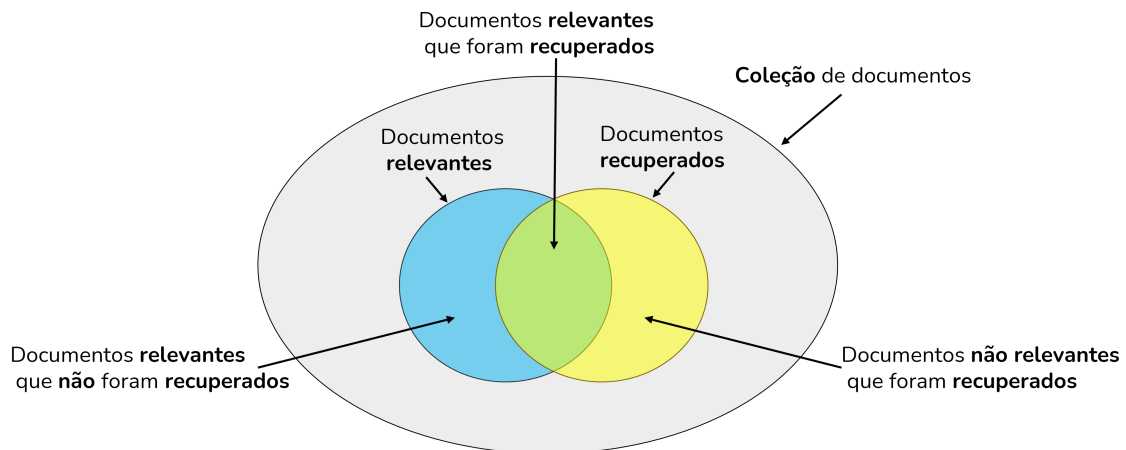 Documentos relevantes
que foram recuperados
Coleção de documentos
Documentos
relevantes
Documentos
recuperados
Documentos relevantes
que não foram recuperados
Documentos não relevantes
que foram recuperados